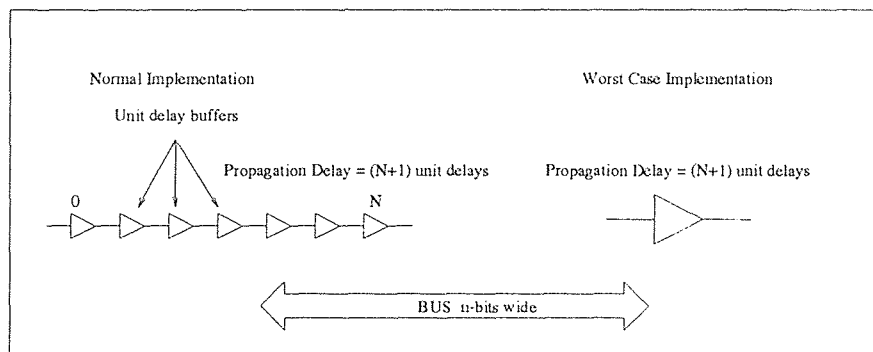 Normal Implementation
Worst Case Implementation
Unit delay buffers
Propagation Delay = (N+1) unit delays
Propagation Delay = (N+1) unit delays
0
N
BUS n-bits wide